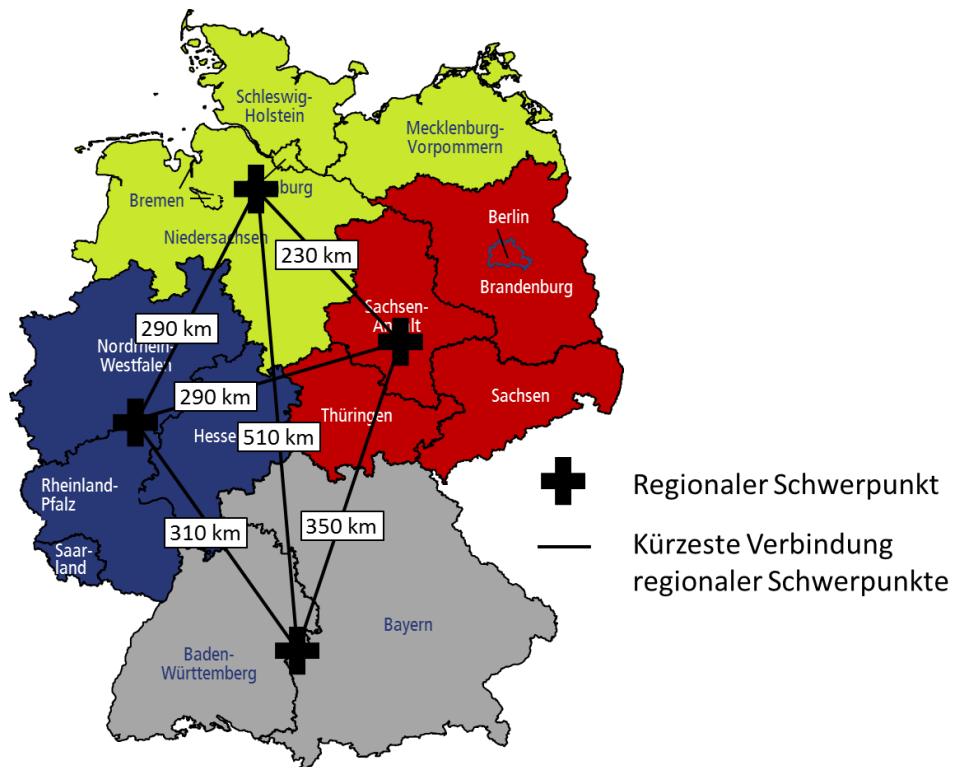 Schleswig-
Holstein
Mecklenburg-
Vorpommern
burg
Bremen
Niedersachsen
Berlin
230 km
Brandenburg
Sachsen-
290 km
Nordrhein-
Westfalen
290 km
Sachsen
Thüringen
Hesse
510 km
Regionaler Schwerpunkt
Rheinland-
Pfalz
310 km
350 km
Kürzeste Verbindung
regionaler Schwerpunkte
Saar-
land
Bayern
Baden-
Württemberg